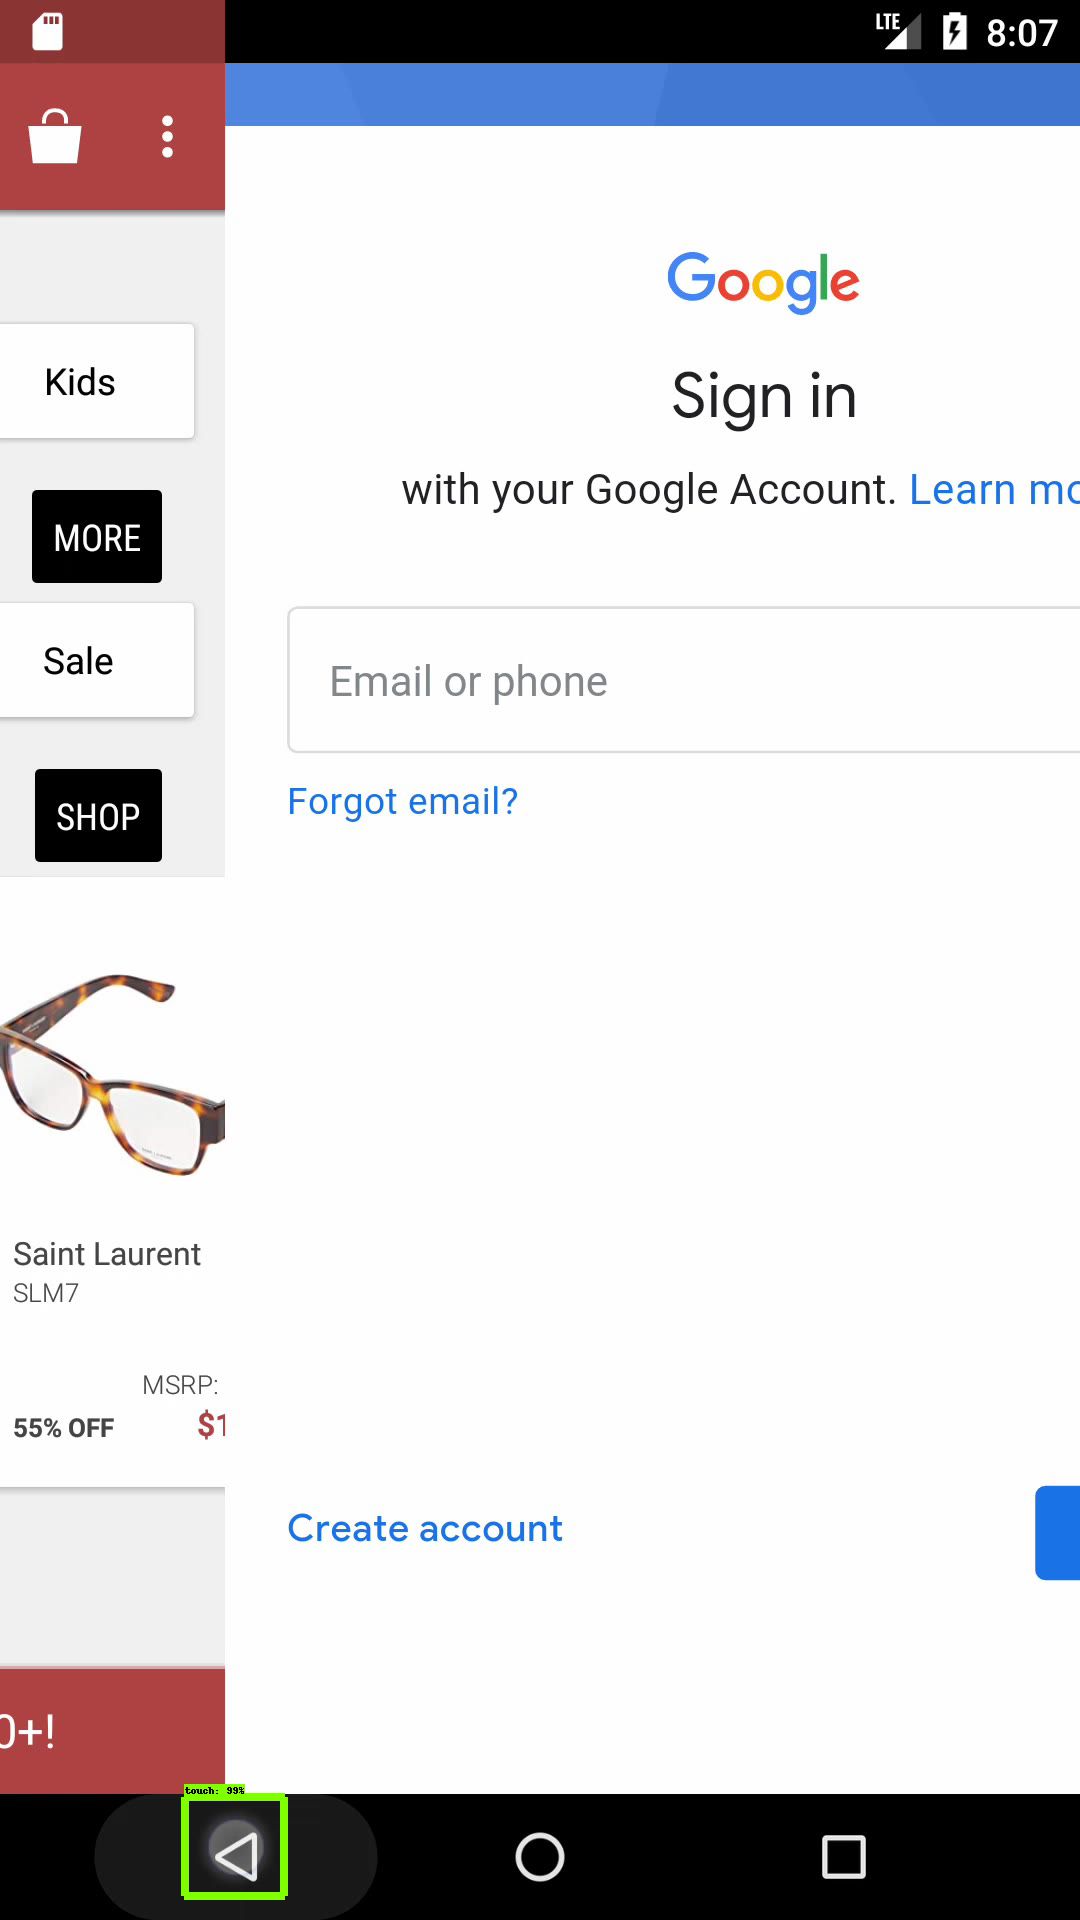 LTE 8:07
Google
Sign in
with your Google Account. Learn mo
Email or phone
Forgot email?
Create account
Kids
MORE
Sale
SHOP
Saint Laurent
SLM7
MSRP:
55% OFF $1
0+!
touch: 99%